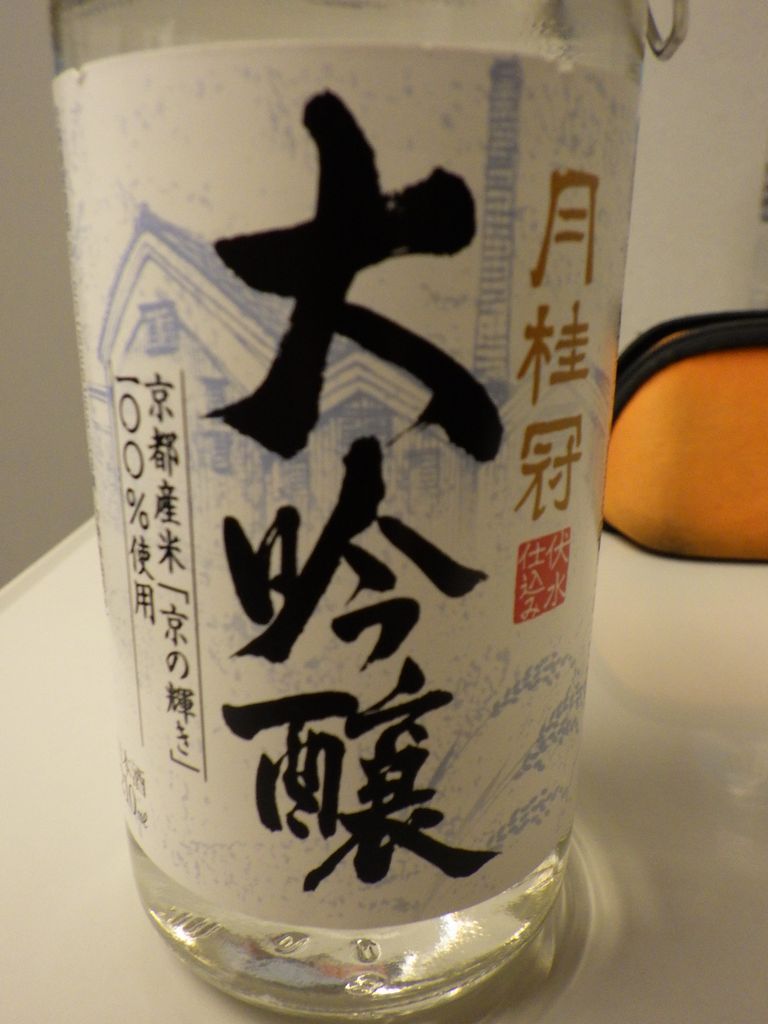 月桂冠
伏水
仕込み
大吟醸
京都産米「京の輝き」
一〇〇％使用